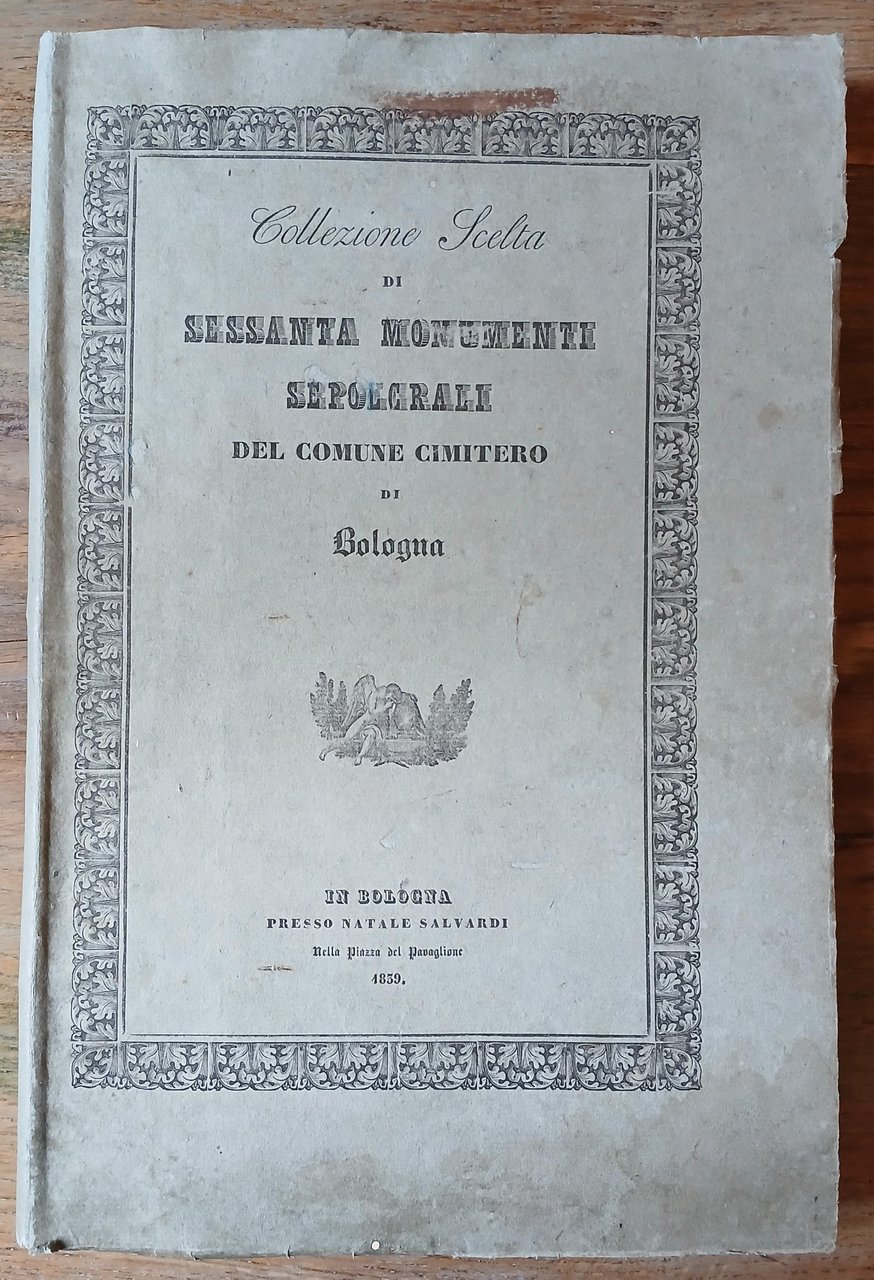 Collezione Scelta
DI
SESSANTA MONUMENTI
SEPOLCRALI
DEL COMUNE CIMITERO
DI
Bologna
IN BOLOGNA
PRESSO NATALE SALVARDI
Nella Piazza del Pavaglione
1839.